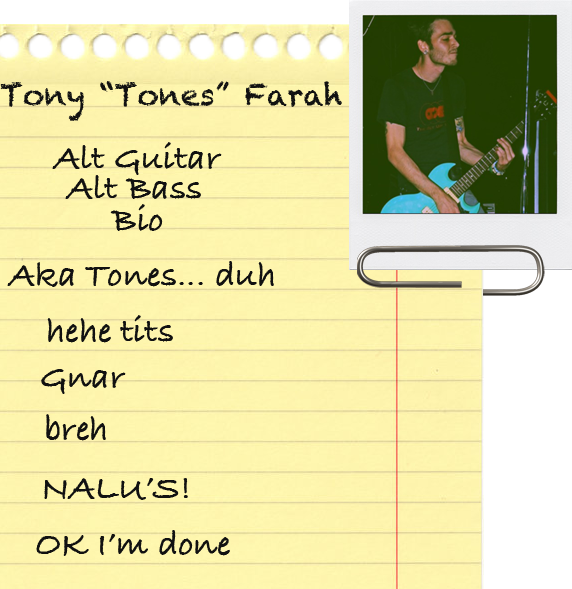 Tony “Tones” Farah
Alt Guitar
Alt Bass
Bio
Aka Tones... duh
hehe tits
Gnar
breh
NALU'S!
OK I'm done